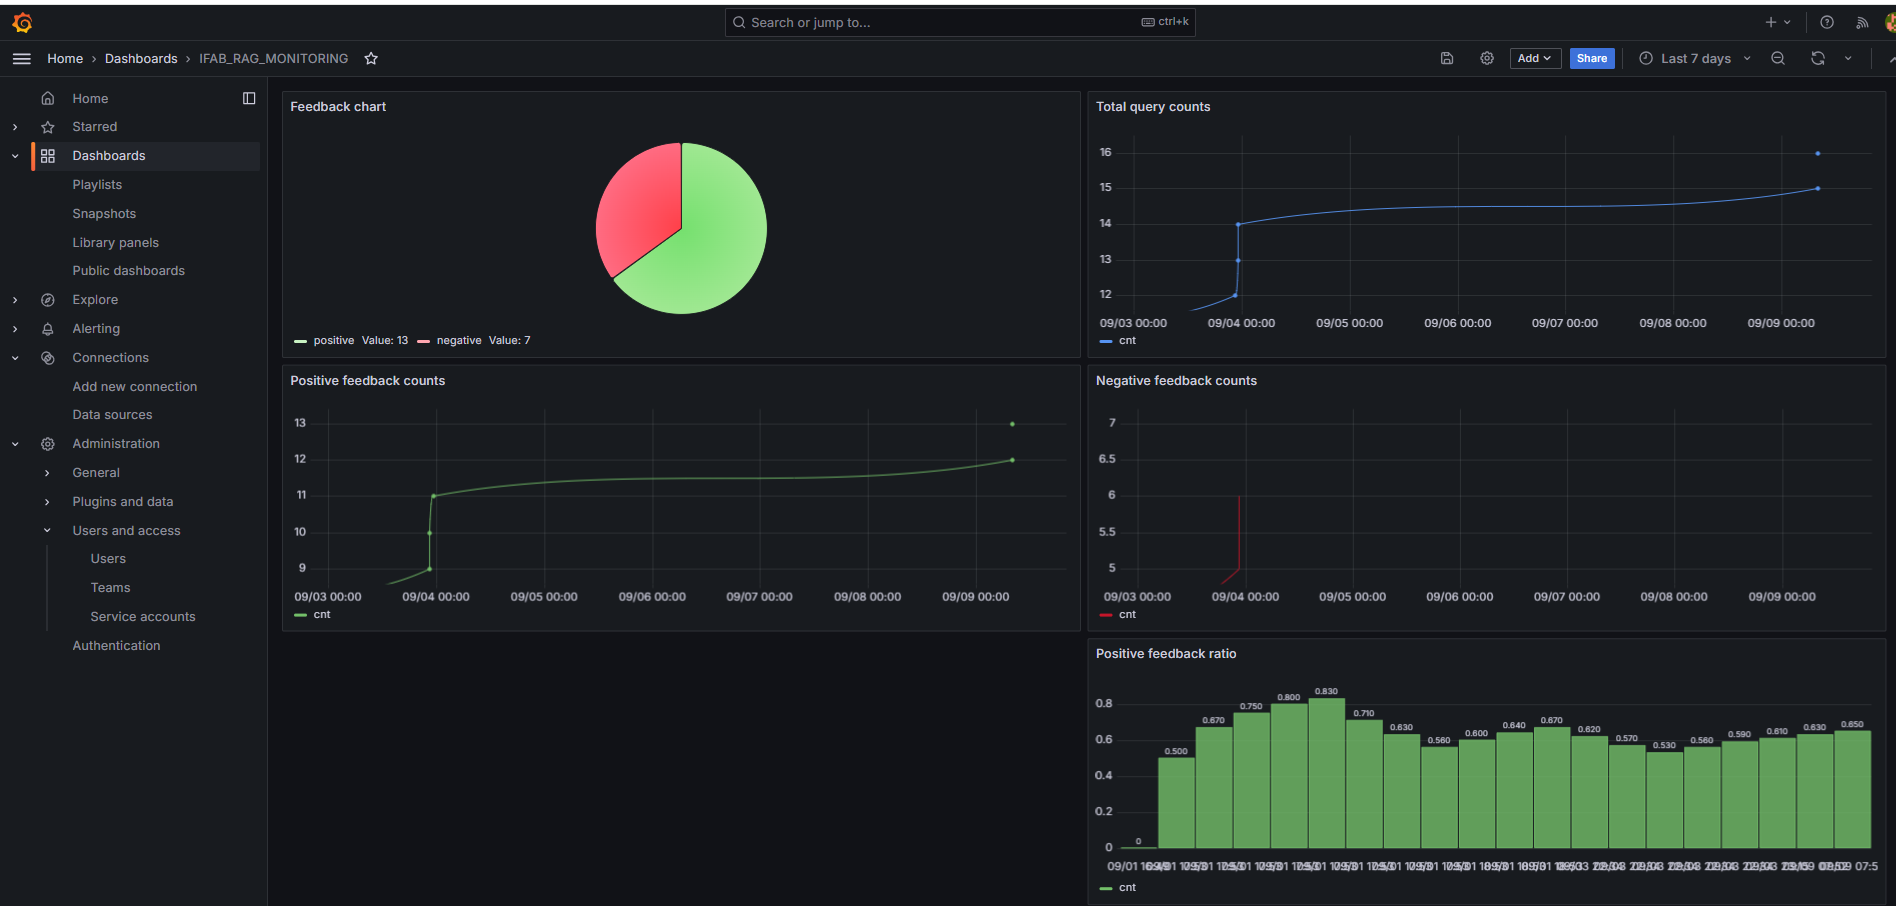 Search or jump to...
ctrl+k
Home › Dashboards › IFAB_RAG_MONITORING
Add
Share
Last 7 days
Home
Starred
Dashboards
Playlists
Snapshots
Library panels
Public dashboards
Explore
Alerting
Connections
Add new connection
Data sources
Administration
General
Plugins and data
Users and access
Users
Teams
Service accounts
Authentication
Feedback chart
positive Value: 13 negative Value: 7
Total query counts
16
15
14
13
12
09/03 00:00 09/04 00:00 09/05 00:00 09/06 00:00 09/07 00:00 09/08 00:00 09/09 00:00
cnt
Positive feedback counts
13
12
11
10
9
09/03 00:00 09/04 00:00 09/05 00:00 09/06 00:00 09/07 00:00 09/08 00:00 09/09 00:00
cnt
Negative feedback counts
7
6.5
6
5.5
5
09/03 00:00 09/04 00:00 09/05 00:00 09/06 00:00 09/07 00:00 09/08 00:00 09/09 00:00
cnt
Positive feedback ratio
0.8
0.6
0.4
0.2
0
0 0.500 0.670 0.750 0.800 0.830 0.710 0.630 0.560 0.600 0.640 0.670 0.620 0.570 0.530 0.560 0.590 0.610 0.630 0.650
09/01
cnt